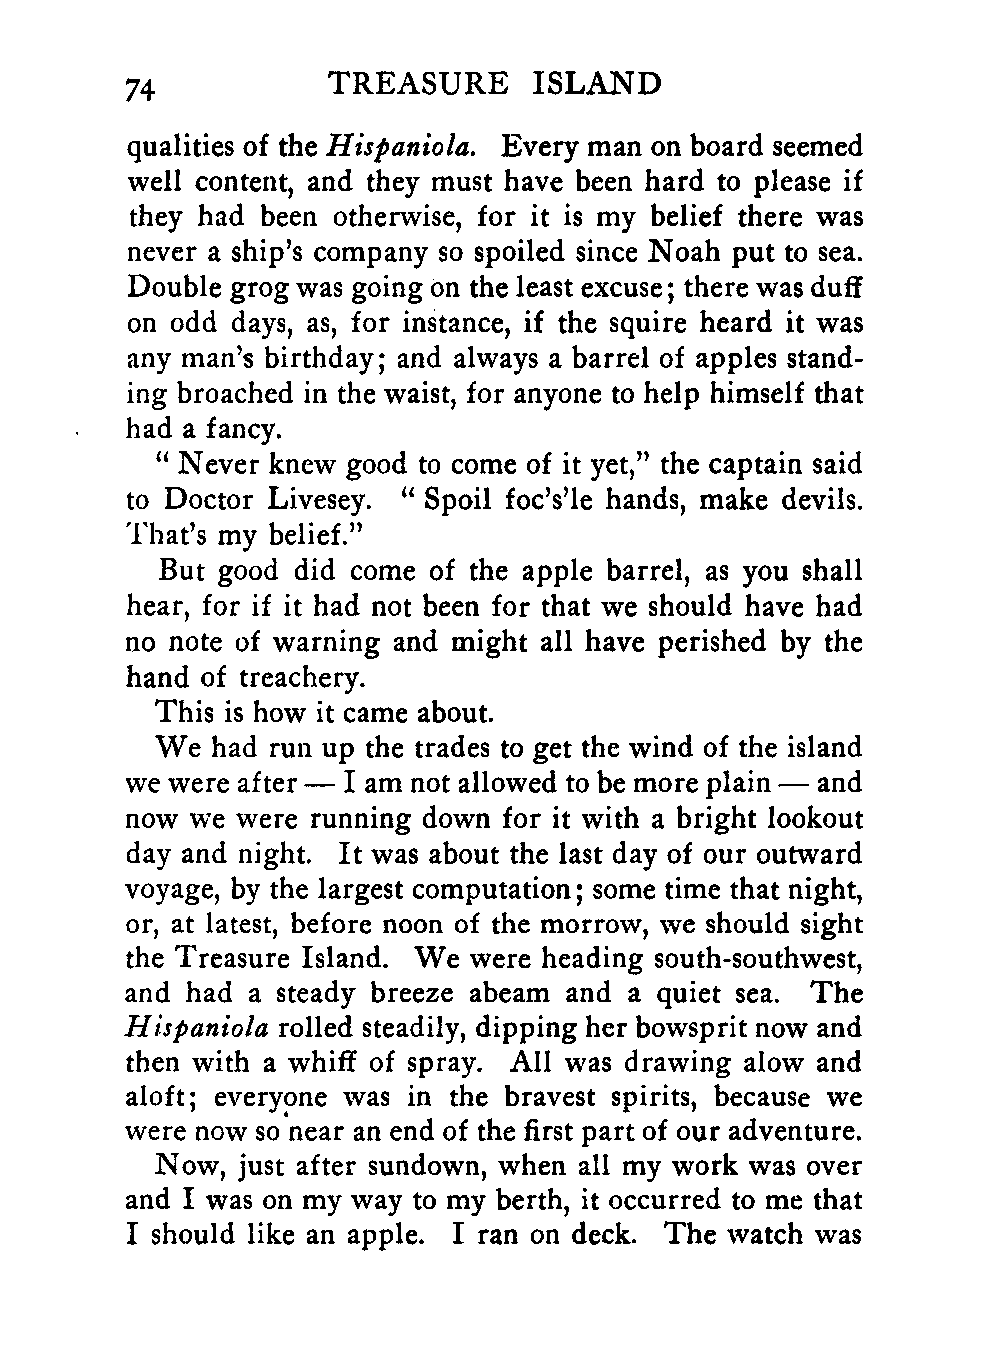 74 TREASURE ISLAND
qualities of the Hispaniola. Every man on board seemed
well content, and they must have been hard to please if
they had been otherwise, for it is my belief there was
never a ship's company so spoiled since Noah put to sea.
Double grog was going on the least excuse; there was duff
on odd days, as, for instance, if the squire heard it was
any man's birthday; and always a barrel of apples stand-
ing broached in the waist, for anyone to help himself that
had a fancy.
“ Never knew good to come of it yet,” the captain said
to Doctor Livesey. “ Spoil foc's'le hands, make devils.
That's my belief.”
But good did come of the apple barrel, as you shall
hear, for if it had not been for that we should have had
no note of warning and might all have perished by the
hand of treachery.
This is how it came about.
We had run up the trades to get the wind of the island
we were after — I am not allowed to be more plain — and
now we were running down for it with a bright lookout
day and night. It was about the last day of our outward
voyage, by the largest computation; some time that night,
or, at latest, before noon of the morrow, we should sight
the Treasure Island. We were heading south-southwest,
and had a steady breeze abeam and a quiet sea. The
Hispaniola rolled steadily, dipping her bowsprit now and
then with a whiff of spray. All was drawing alow and
aloft; everyone was in the bravest spirits, because we
were now so near an end of the first part of our adventure.
Now, just after sundown, when all my work was over
and I was on my way to my berth, it occurred to me that
I should like an apple. I ran on deck. The watch was